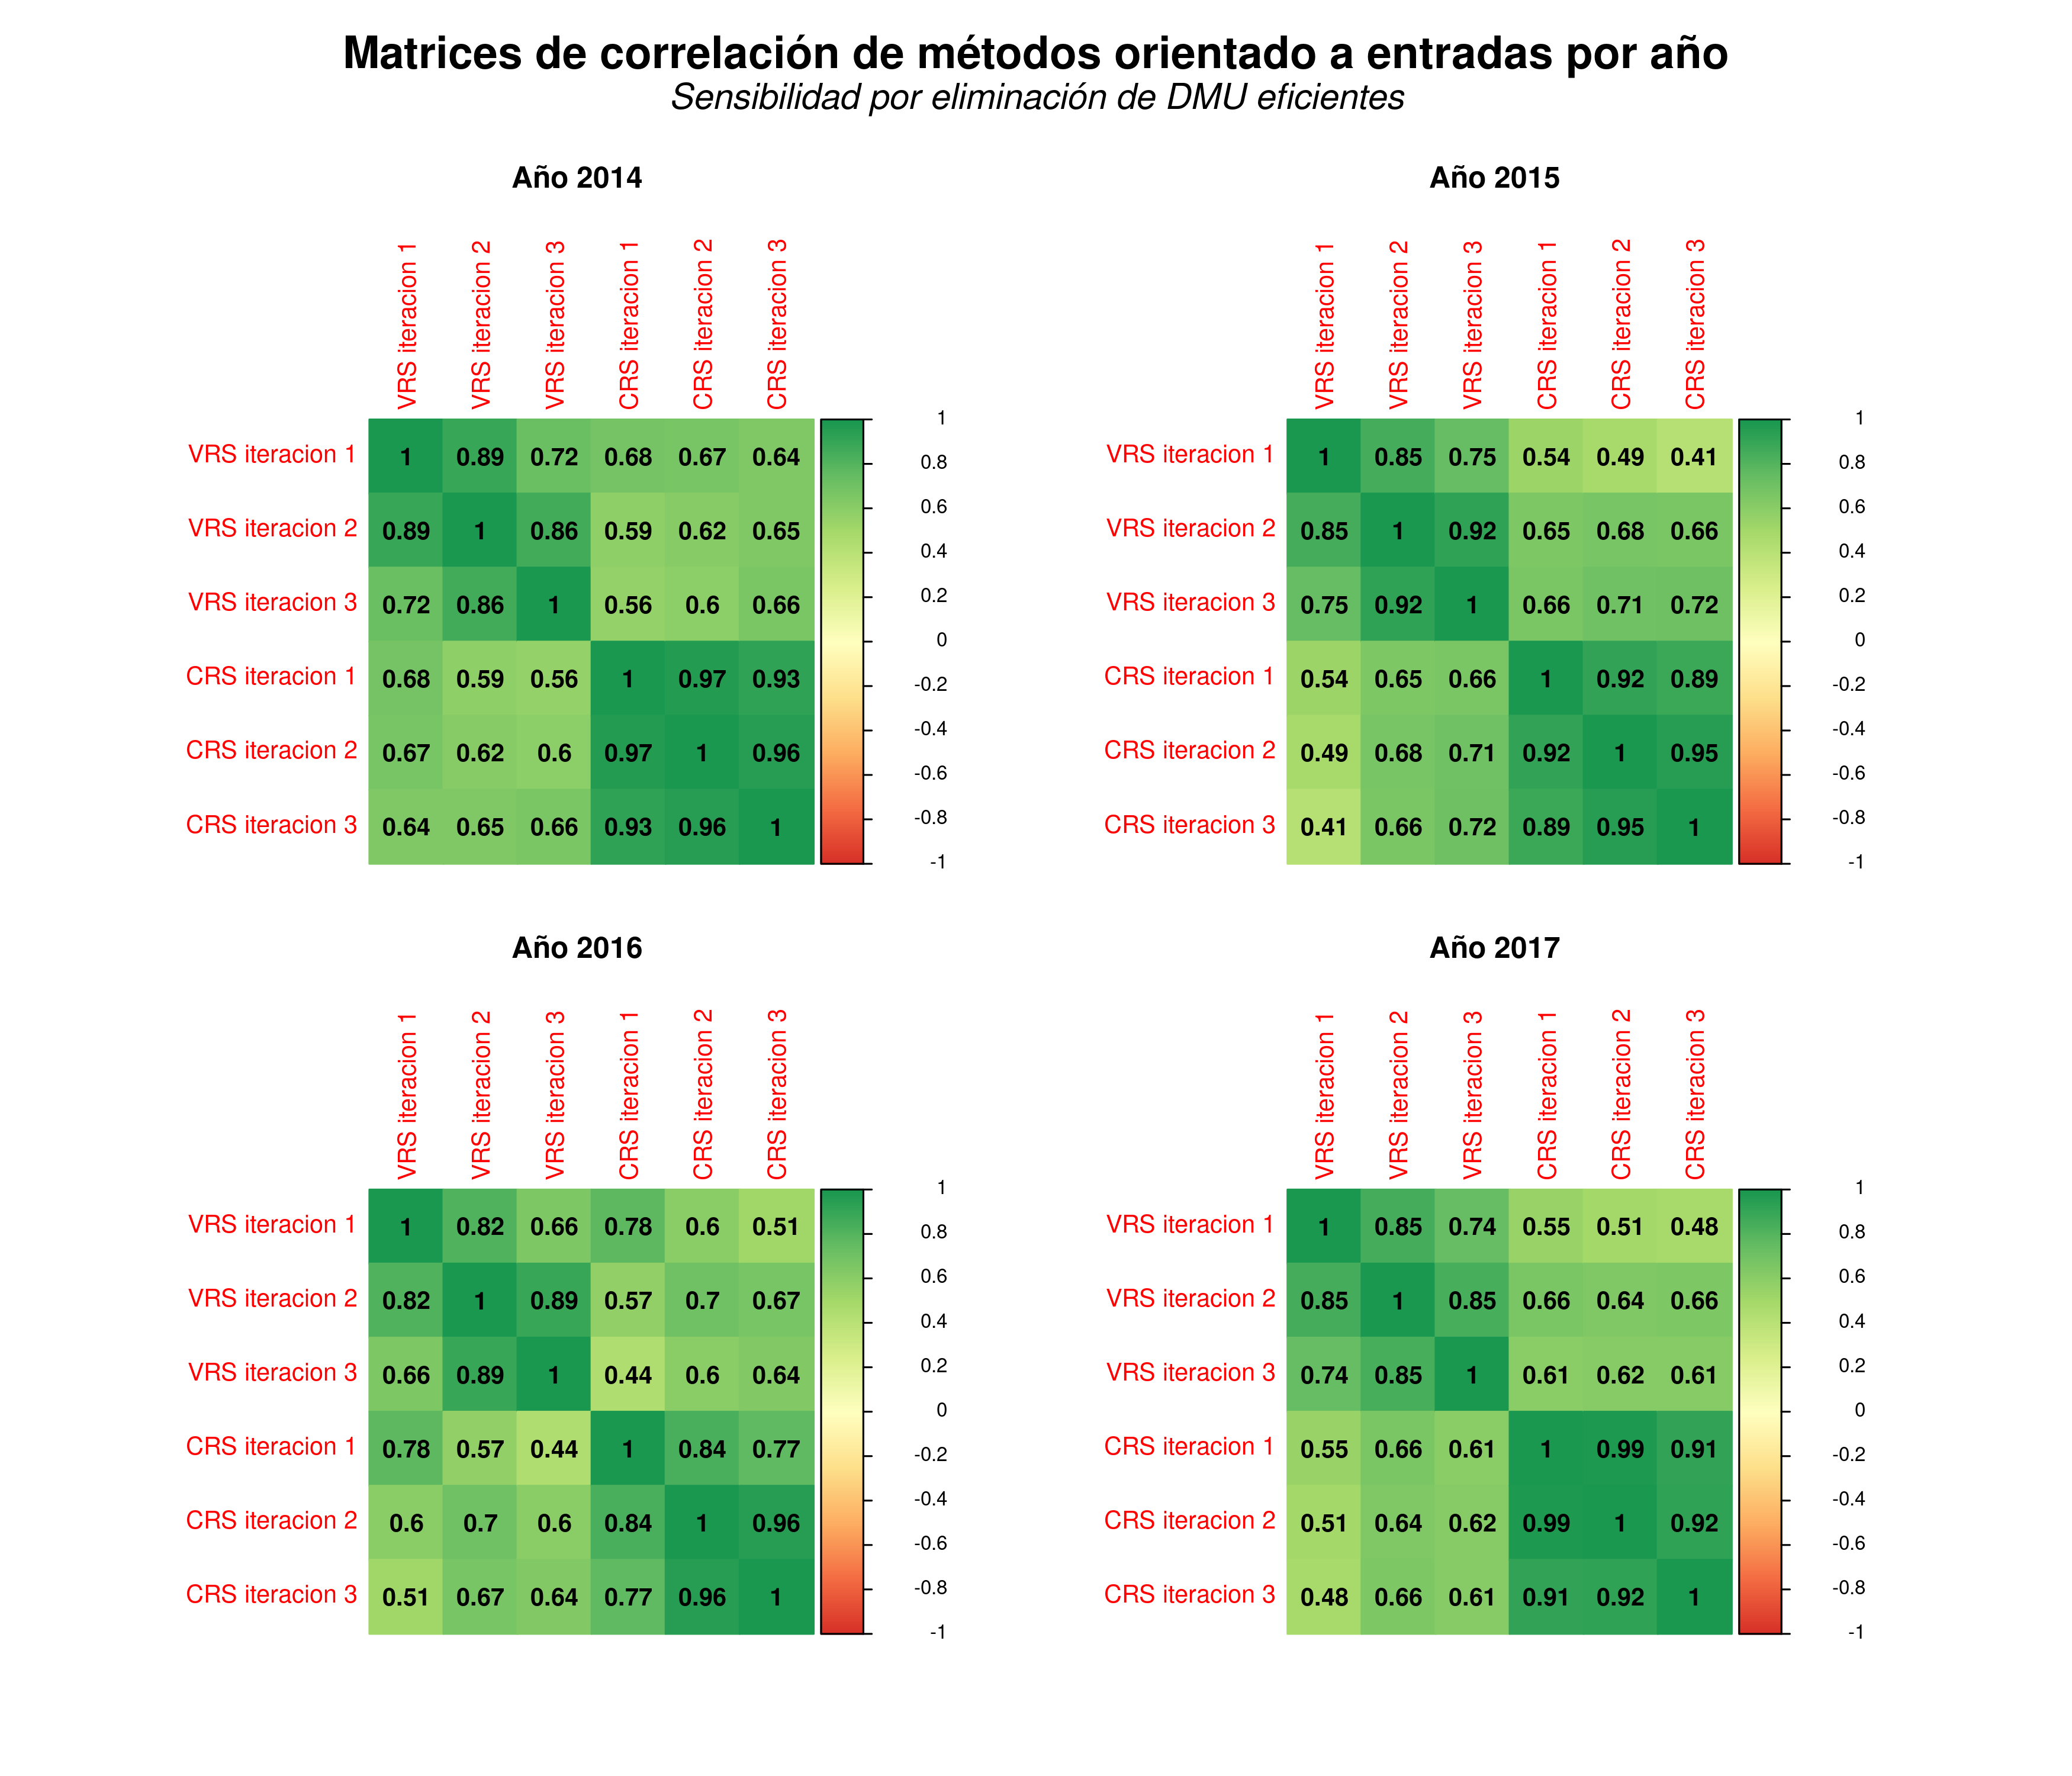 Matrices de correlación de métodos orientado a entradas por año
Sensibilidad por eliminación de DMU eficientes
Año 2014
VRS iteracion 1
VRS iteracion 2
VRS iteracion 3
CRS iteracion 1
CRS iteracion 2
CRS iteracion 3
VRS iteracion 1 1 0.89 0.72 0.68 0.67 0.64
VRS iteracion 2 0.89 1 0.86 0.59 0.62 0.65
VRS iteracion 3 0.72 0.86 1 0.56 0.6 0.66
CRS iteracion 1 0.68 0.59 0.56 1 0.97 0.93
CRS iteracion 2 0.67 0.62 0.6 0.97 1 0.96
CRS iteracion 3 0.64 0.65 0.66 0.93 0.96 1
1
0.8
0.6
0.4
0.2
0
-0.2
-0.4
-0.6
-0.8
-1
Año 2015
VRS iteracion 1
VRS iteracion 2
VRS iteracion 3
CRS iteracion 1
CRS iteracion 2
CRS iteracion 3
VRS iteracion 1 1 0.85 0.75 0.54 0.49 0.41
VRS iteracion 2 0.85 1 0.92 0.65 0.68 0.66
VRS iteracion 3 0.75 0.92 1 0.66 0.71 0.72
CRS iteracion 1 0.54 0.65 0.66 1 0.92 0.89
CRS iteracion 2 0.49 0.68 0.71 0.92 1 0.95
CRS iteracion 3 0.41 0.66 0.72 0.89 0.95 1
1
0.8
0.6
0.4
0.2
0
-0.2
-0.4
-0.6
-0.8
-1
Año 2016
VRS iteracion 1
VRS iteracion 2
VRS iteracion 3
CRS iteracion 1
CRS iteracion 2
CRS iteracion 3
VRS iteracion 1 1 0.82 0.66 0.78 0.6 0.51
VRS iteracion 2 0.82 1 0.89 0.57 0.7 0.67
VRS iteracion 3 0.66 0.89 1 0.44 0.6 0.64
CRS iteracion 1 0.78 0.57 0.44 1 0.84 0.77
CRS iteracion 2 0.6 0.7 0.6 0.84 1 0.96
CRS iteracion 3 0.51 0.67 0.64 0.77 0.96 1
1
0.8
0.6
0.4
0.2
0
-0.2
-0.4
-0.6
-0.8
-1
Año 2017
VRS iteracion 1
VRS iteracion 2
VRS iteracion 3
CRS iteracion 1
CRS iteracion 2
CRS iteracion 3
VRS iteracion 1 1 0.85 0.74 0.55 0.51 0.48
VRS iteracion 2 0.85 1 0.85 0.66 0.64 0.66
VRS iteracion 3 0.74 0.85 1 0.61 0.62 0.61
CRS iteracion 1 0.55 0.66 0.61 1 0.99 0.91
CRS iteracion 2 0.51 0.64 0.62 0.99 1 0.92
CRS iteracion 3 0.48 0.66 0.61 0.91 0.92 1
1
0.8
0.6
0.4
0.2
0
-0.2
-0.4
-0.6
-0.8
-1